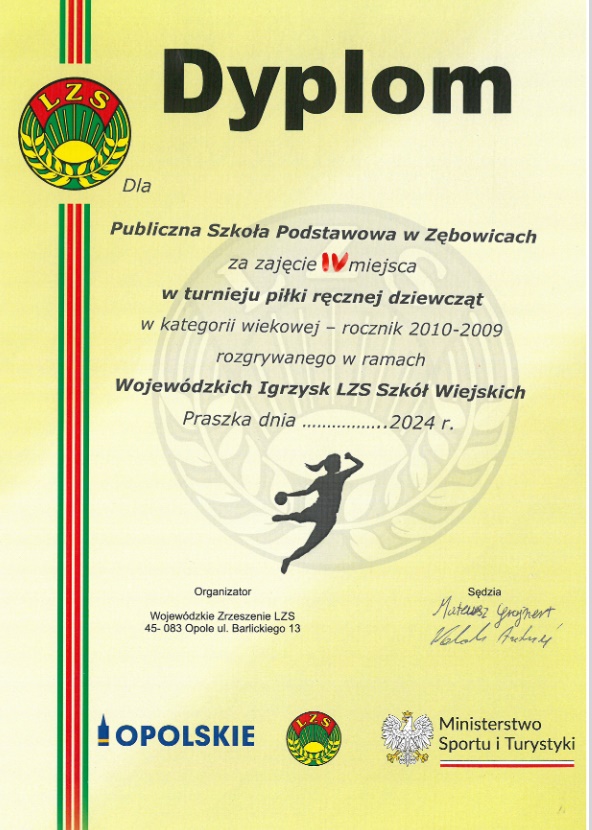 Dyplom
LZS
Dla
Publiczna Szkoła Podstawowa w Zębowicach
za zajęcie IV miejsca
w turnieju piłki ręcznej dziewcząt
w kategorii wiekowej – rocznik 2010-2009
rozgrywanego w ramach
Wojewódzkich Igrzysk LZS Szkół Wiejskich
Praszka dnia ……………..2024 r.
Organizator
Wojewódzkie Zrzeszenie LZS
45- 083 Opole ul. Barlickiego 13
Sędzia
Mateusz
OPOLSKIE
LZS
Ministerstwo
Sportu i Turystyki